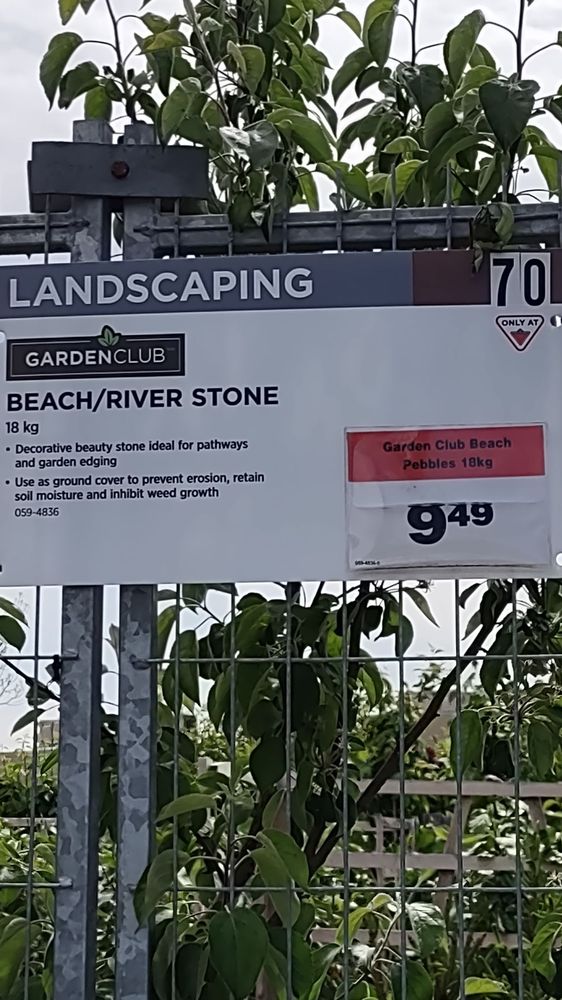 LANDSCAPING
70
ONLY AT
GARDENCLUB
BEACH/RIVER STONE
18 kg
• Decorative beauty stone ideal for pathways
and garden edging
• Use as ground cover to prevent erosion, retain
soil moisture and inhibit weed growth
059-4836
Garden Club Beach
Pebbles 18kg
9 49